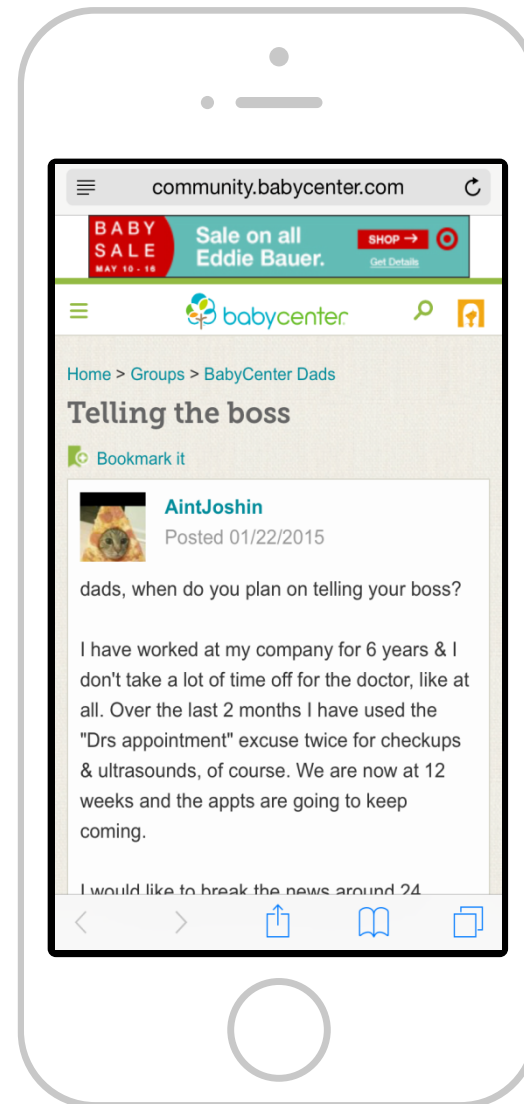 community.babycenter.com
BABY
SALE
MAY 10 - 16
Sale on all
Eddie Bauer.
SHOP →
Get Details
babycenter
Home > Groups > BabyCenter Dads
Telling the boss
Bookmark it
AintJoshin
Posted 01/22/2015
dads, when do you plan on telling your boss?
I have worked at my company for 6 years & I
don't take a lot of time off for the doctor, like at
all. Over the last 2 months I have used the
"Drs appointment" excuse twice for checkups
& ultrasounds, of course. We are now at 12
weeks and the appts are going to keep
coming.
I would like to break the news around 24